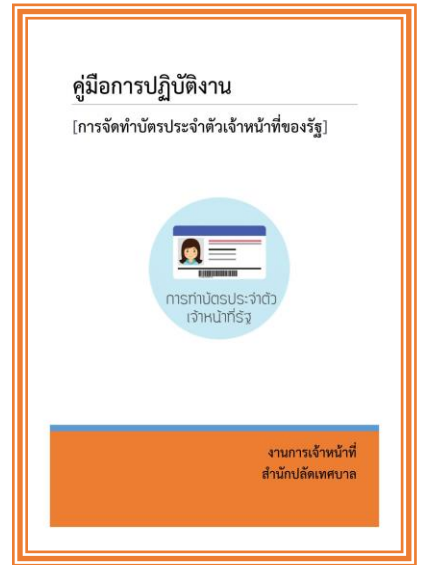 คู่มือการปฏิบัติงาน
[การจัดทำบัตรประจำตัวเจ้าหน้าที่ของรัฐ]
การทำบัตรประจำตัว
เจ้าหน้าที่รัฐ
งานการเจ้าหน้าที่
สำนักปลัดเทศบาล